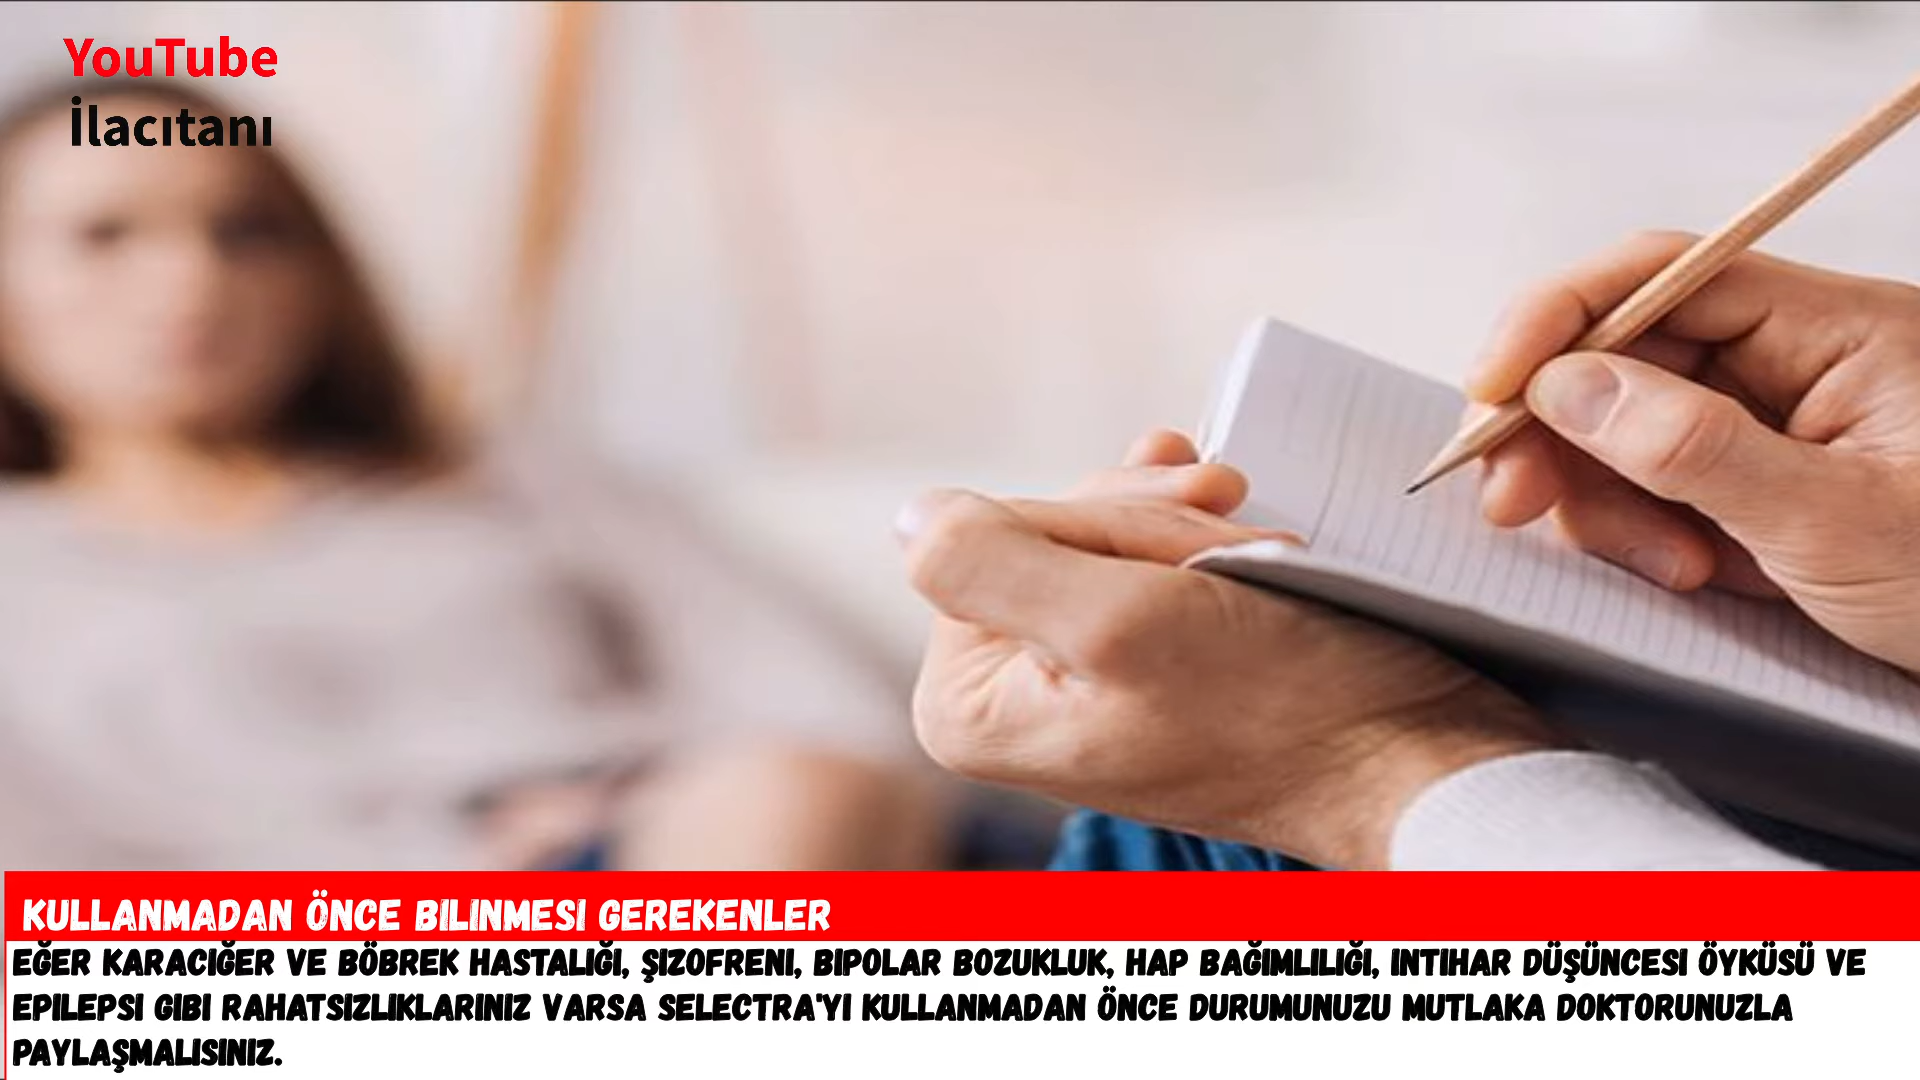 YouTube
İlacıtanı
KULLANMADAN ÖNCE BILINMESI GEREKENLER
EĞER KARACIĞER VE BÖBREK HASTALIĞI, ŞIZOFRENI, BIPOLAR BOZUKLUK, HAP BAĞIMLILIĞI, INTIHAR DÜŞÜNCESI ÖYKÜSÜ VE
EPILEPSI GIBI RAHATSIZLIKLARINIZ VARSA SELECTRA'YI KULLANMADAN ÖNCE DURUMUNUZU MUTLAKA DOKTORUNUZLA
PAYLAŞMALISINIZ.